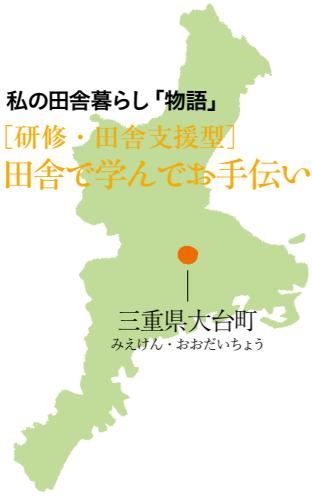 私の田舎暮らし「物語」
[研修・田舎支援型]
田舎で学んでお手伝い
三重県大台町
みえけん・おおだいちょう